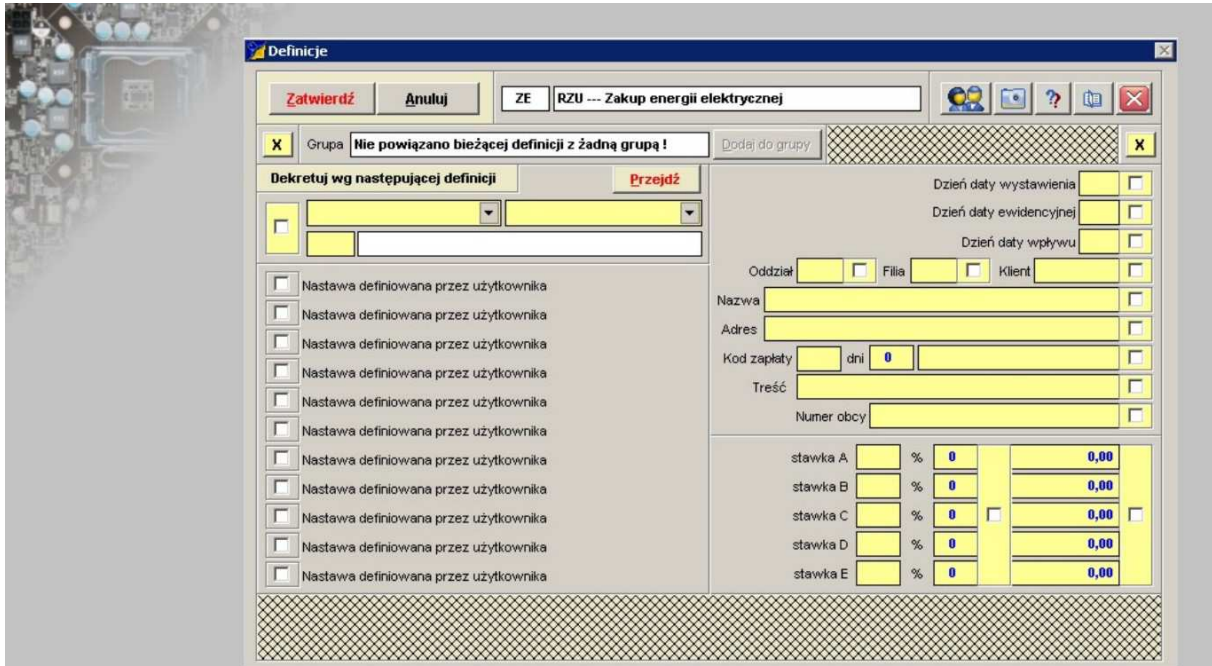 Definicje
Zatwierdź Anuluj ZE RZU --- Zakup energii elektrycznej ?
X Grupa Nie powiązano bieżącej definicji z żadną grupą ! Dodaj do grupy X
Dekretuj wg następującej definicji Przejdź
Dzień daty wystawienia
Dzień daty ewidencyjnej
Dzień daty wpływu
Oddział Filia Klient
Nazwa
Adres
Kod zapłaty dni 0
Treść
Numer obcy
Nastawa definiowana przez użytkownika
Nastawa definiowana przez użytkownika
Nastawa definiowana przez użytkownika
Nastawa definiowana przez użytkownika
Nastawa definiowana przez użytkownika
Nastawa definiowana przez użytkownika
Nastawa definiowana przez użytkownika
Nastawa definiowana przez użytkownika
Nastawa definiowana przez użytkownika
Nastawa definiowana przez użytkownika
Nastawa definiowana przez użytkownika
stawka A % 0 0,00
stawka B % 0 0,00
stawka C % 0 0,00
stawka D % 0 0,00
stawka E % 0 0,00